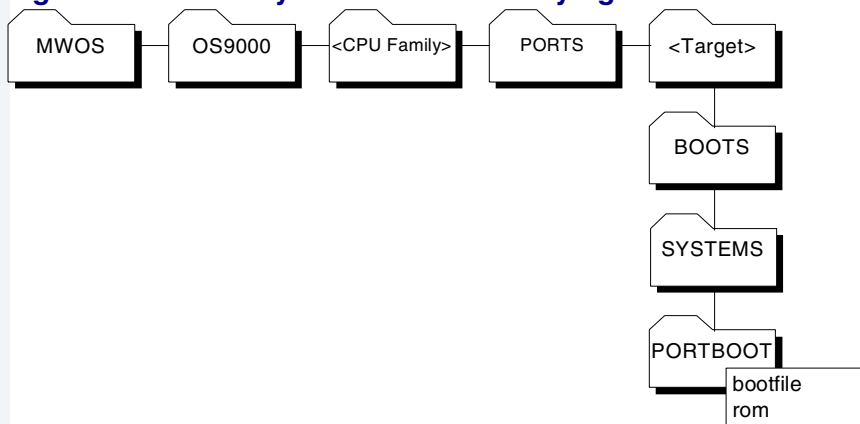 MWOS OS9000 <CPU Family> PORTS <Target>
BOOTS
SYSTEMS
PORTBOOT
bootfile
rom